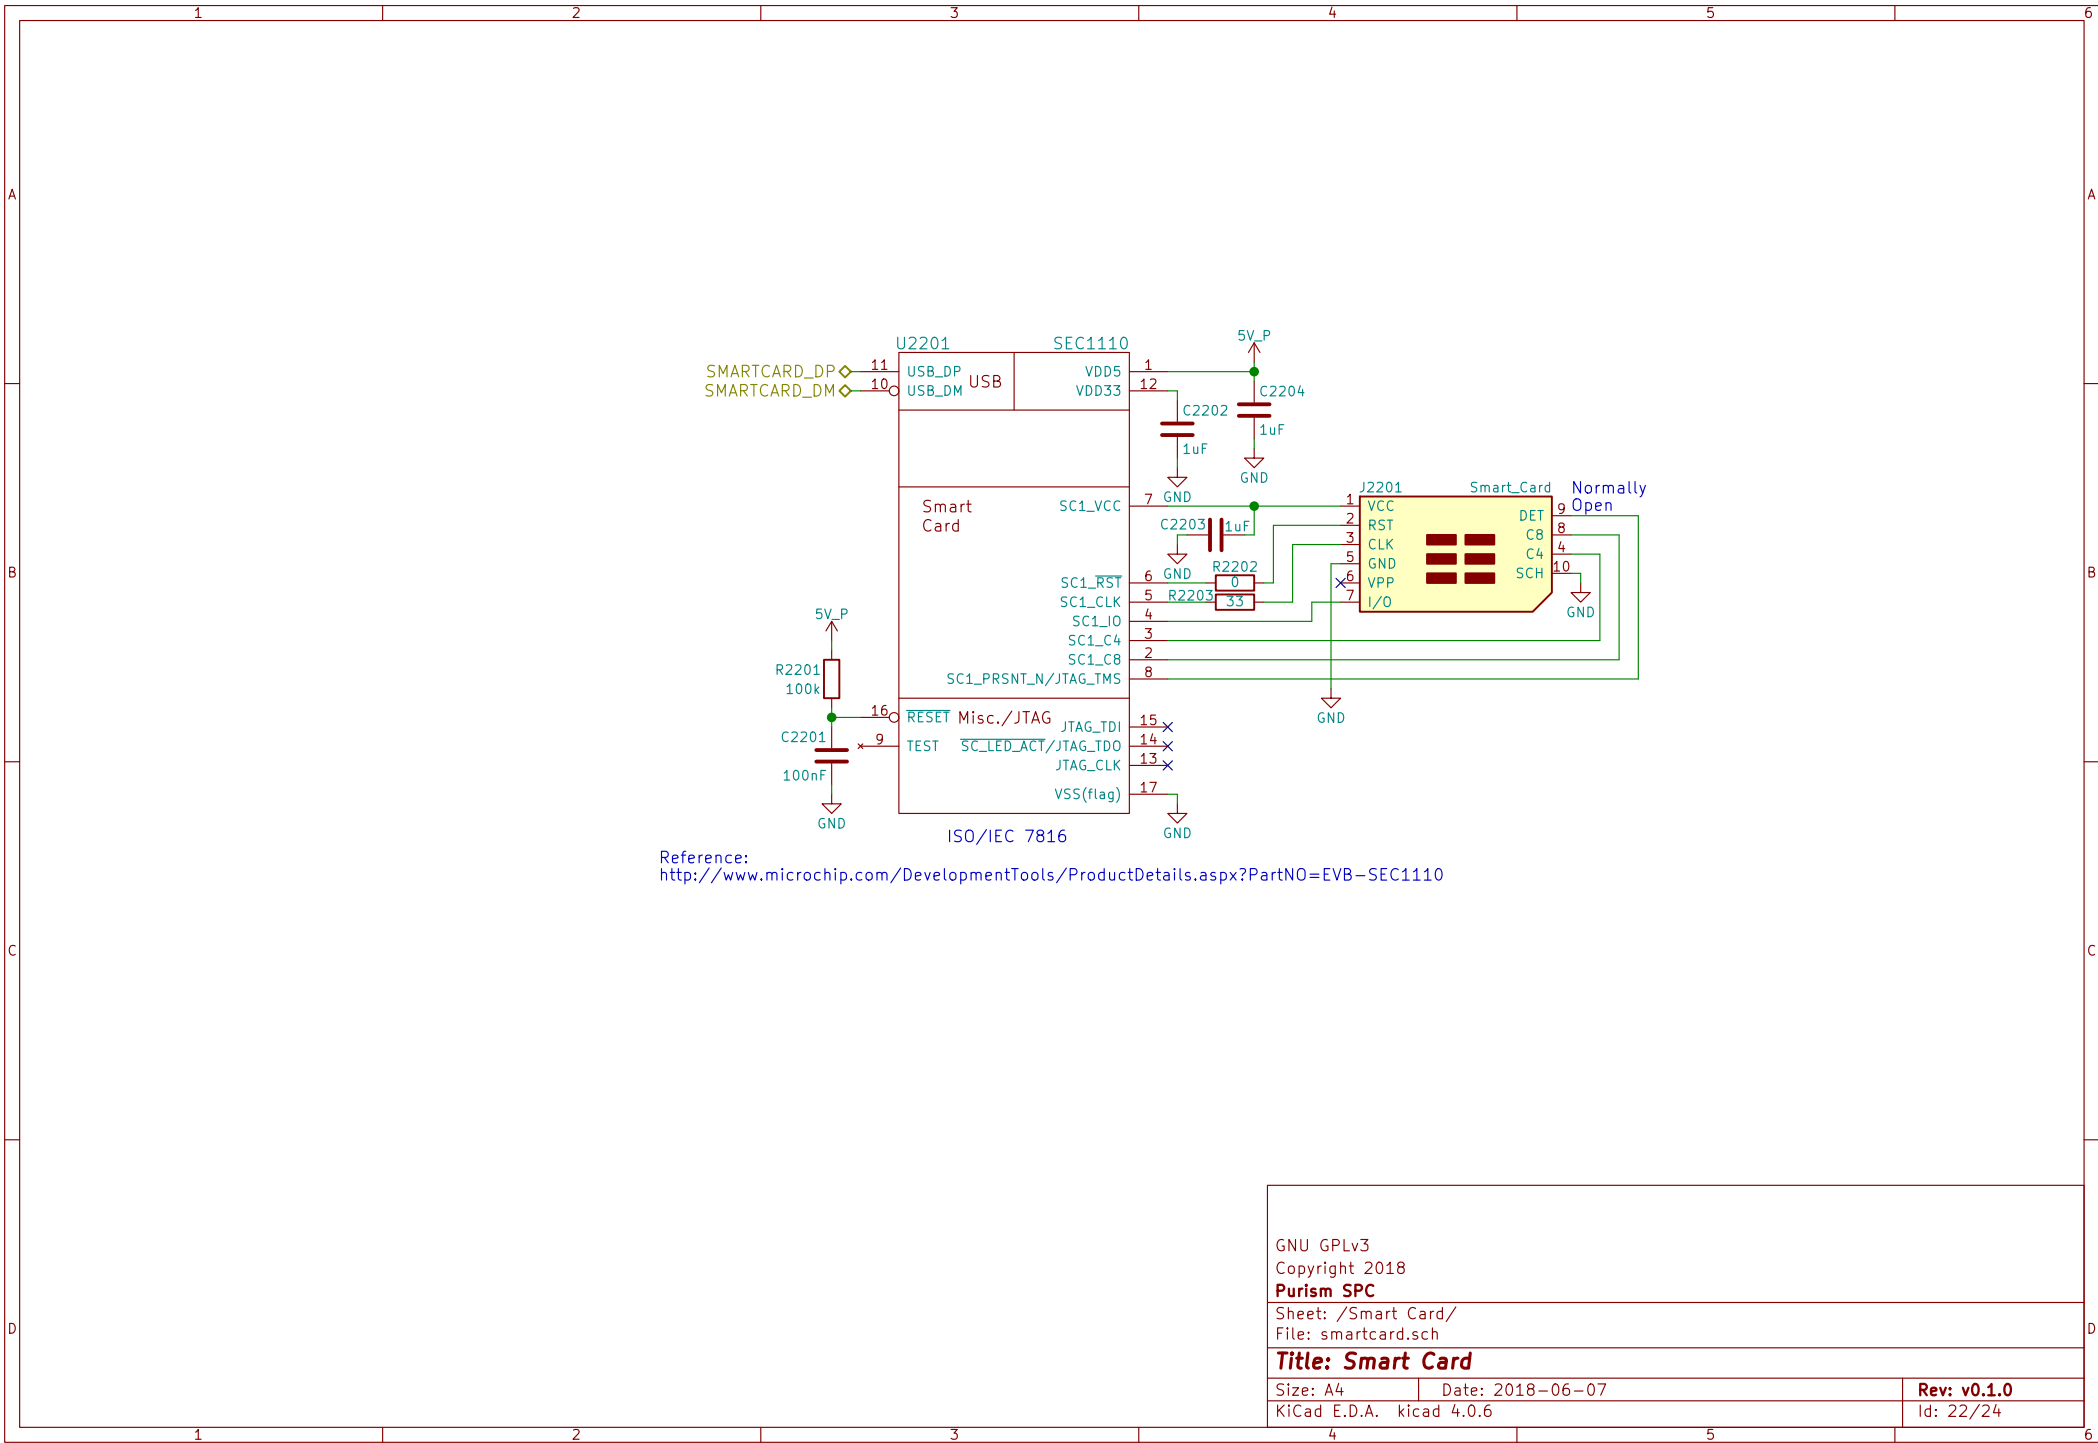 1 2 3 4 5 6
A A
B B
C C
D D
U2201 SEC1110
SMARTCARD_DP 11 USB_DP
SMARTCARD_DM 10 USB_DM
USB
VDD5 1
VDD33 12
5V_P
C2204
1uF
GND
C2202
1uF
GND
Smart
Card
SC1_VCC 7
C2203 1uF
GND
R2202
0
R2203 33
SC1_RST 6
SC1_CLK 5
SC1_IO 4
SC1_C4 3
SC1_C8 2
SC1_PRSNT_N/JTAG_TMS 8
J2201 Smart_Card
Normally
Open
1 VCC
2 RST
3 CLK
5 GND
6 VPP
7 I/O
DET 9
C8 8
C4 4
SCH 10
GND
GND
5V_P
R2201
100k
C2201
100nF
GND
16 RESET
9 TEST
Misc./JTAG
JTAG_TDI 15
SC_LED_ACT/JTAG_TDO 14
JTAG_CLK 13
VSS(flag) 17
GND
ISO/IEC 7816
Reference:
http://www.microchip.com/DevelopmentTools/ProductDetails.aspx?PartNO=EVB-SEC1110
GNU GPLv3
Copyright 2018
Purism SPC
Sheet: /Smart Card/
File: smartcard.sch
Title: Smart Card
Size: A4 Date: 2018-06-07 Rev: v0.1.0
KiCad E.D.A. kicad 4.0.6 Id: 22/24
1 2 3 4 5 6